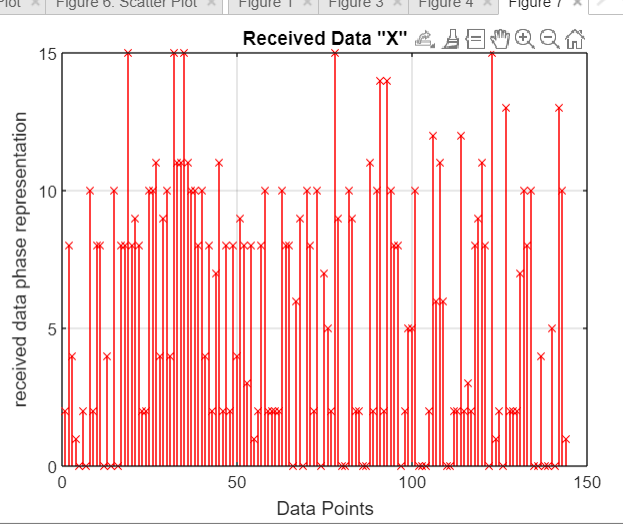 Plot Figure 6: Scatter Plot Figure 1 Figure 3 Figure 4 Figure 7
Received Data "X"
received data phase representation
15
10
5
0
0 50 100 150
Data Points